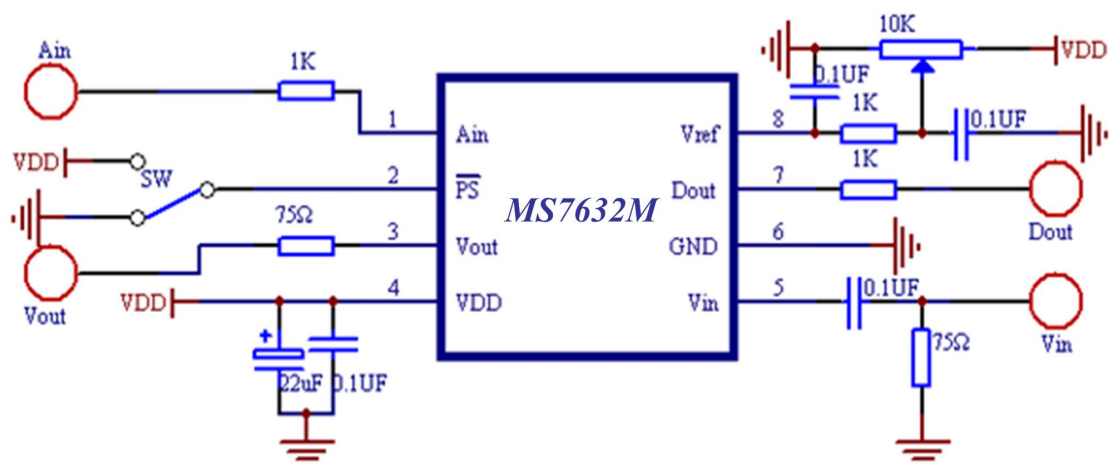 Ain
1K
1
Ain
VDD
SW
2
PS
75Ω
3
Vout
Vout
VDD
4
VDD
22uF
0.1UF
MS7632M
10K
VDD
0.1UF
1K
0.1UF
Vref
8
1K
Dout
7
Dout
GND
6
Vin
5
0.1UF
75Ω
Vin